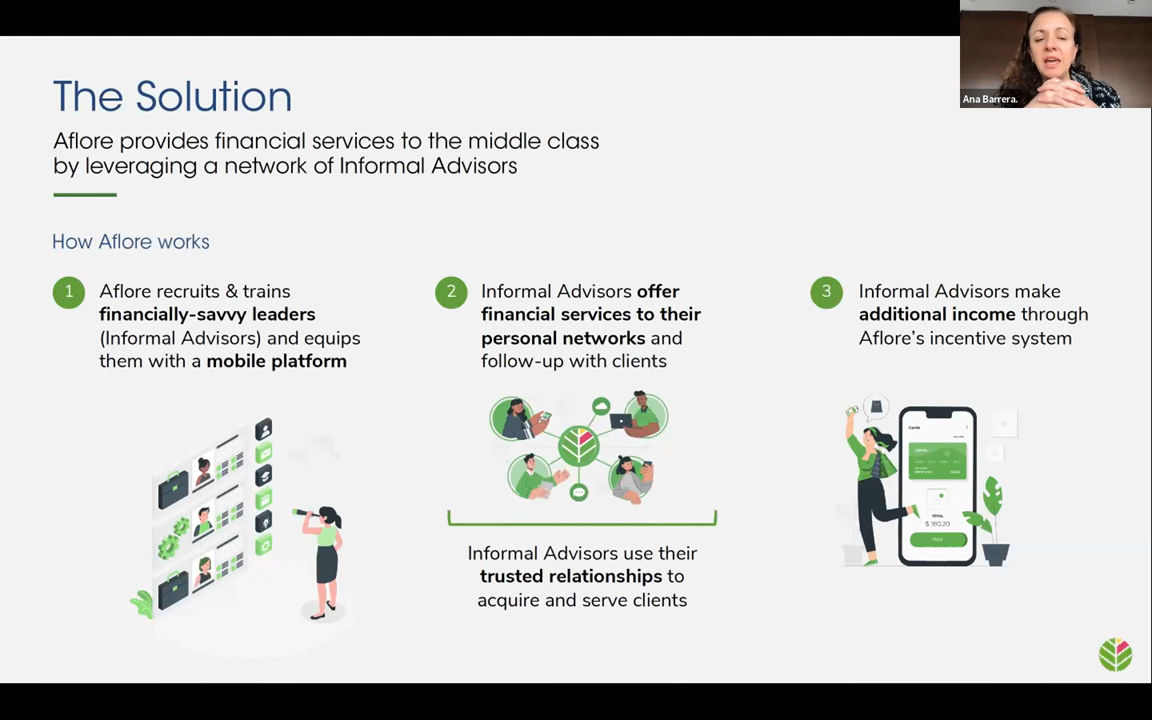 Ana Barrera.
The Solution
Aflore provides financial services to the middle class
by leveraging a network of Informal Advisors
How Aflore works
1
Aflore recruits & trains
financially-savvy leaders
(Informal Advisors) and equips
them with a mobile platform
2
Informal Advisors offer
financial services to their
personal networks and
follow-up with clients
Informal Advisors use their
trusted relationships to
acquire and serve clients
3
Informal Advisors make
additional income through
Aflore’s incentive system
$ 180,20